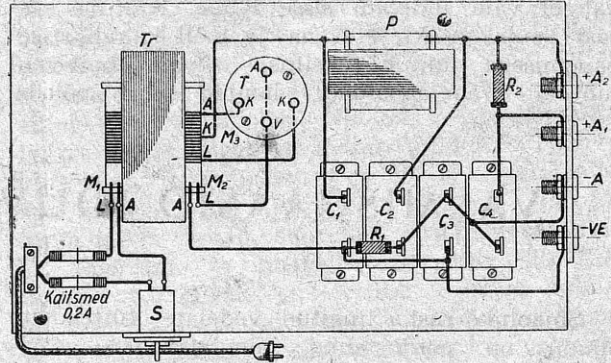 Tr
P
A
T
K
K
V
M₃
A
K
L
R₂
+A₂
+A₁
-A
-VE
M₁
M₂
L
A
A
L
C₁
C₂
C₃
C₄
R₁
Kaitsmed
0,2A
S